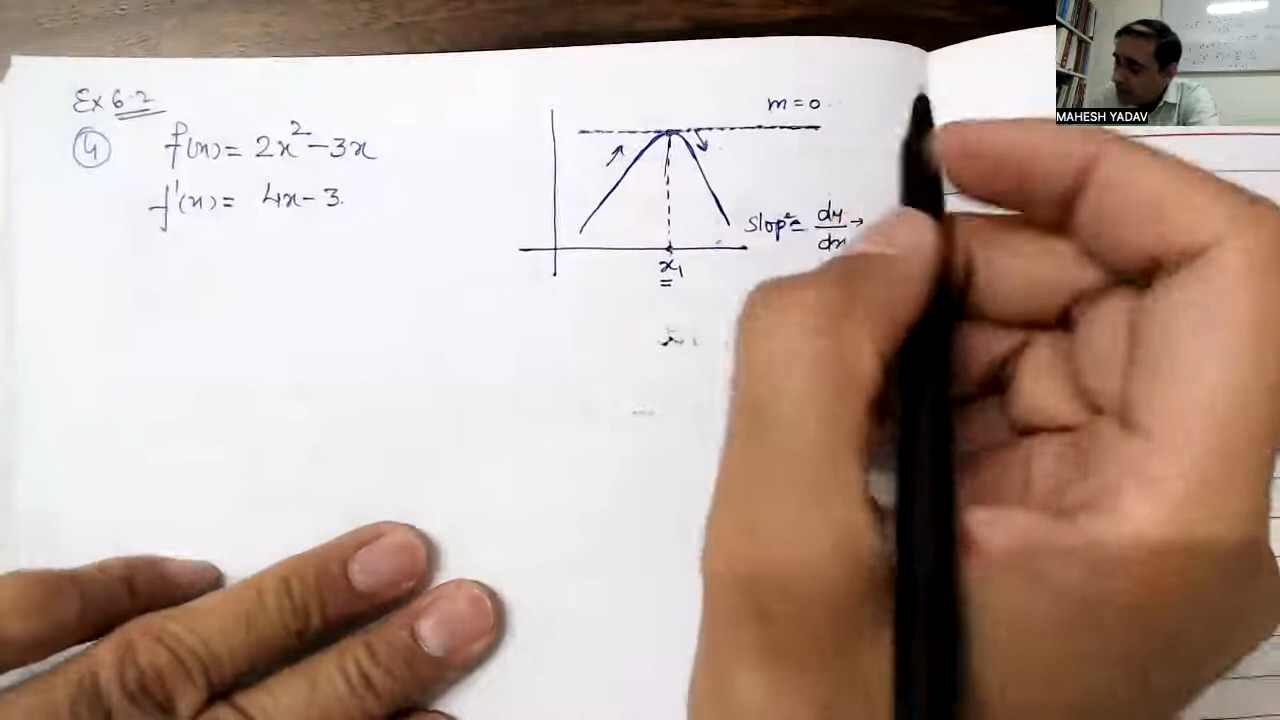 Ex 6.2
4 f(x) = 2x² - 3x
f'(x) = 4x - 3.
m = 0
slope = dy/dx →
x₁
MAHESH YADAV